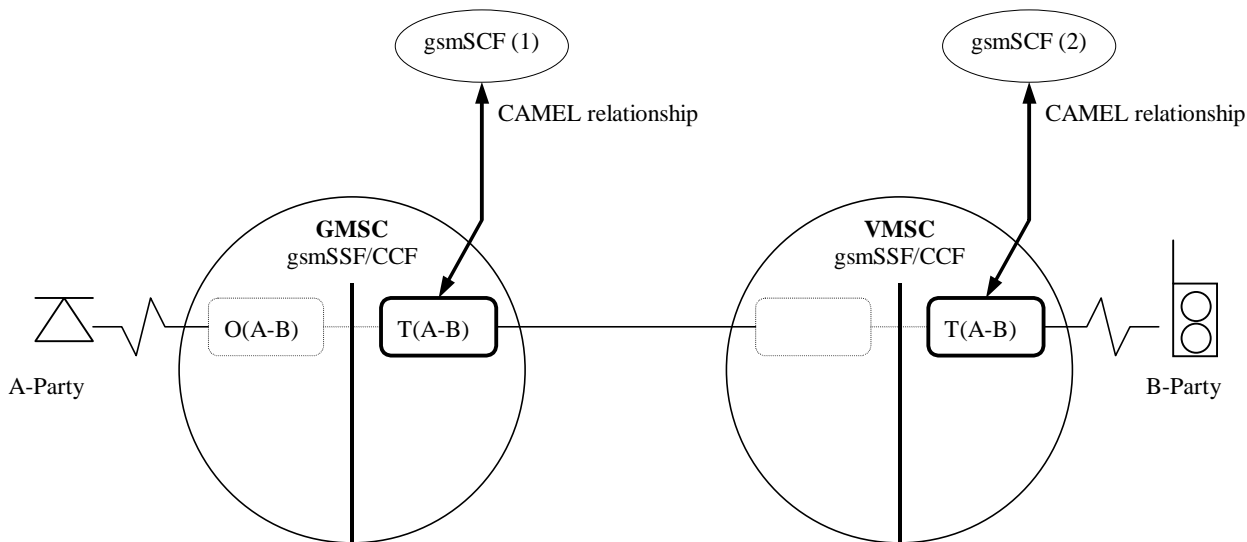 gsmSCF (1)
gsmSCF (2)
CAMEL relationship
CAMEL relationship
GMSC
gsmSSF/CCF
VMSC
gsmSSF/CCF
O(A-B)
T(A-B)
T(A-B)
A-Party
B-Party